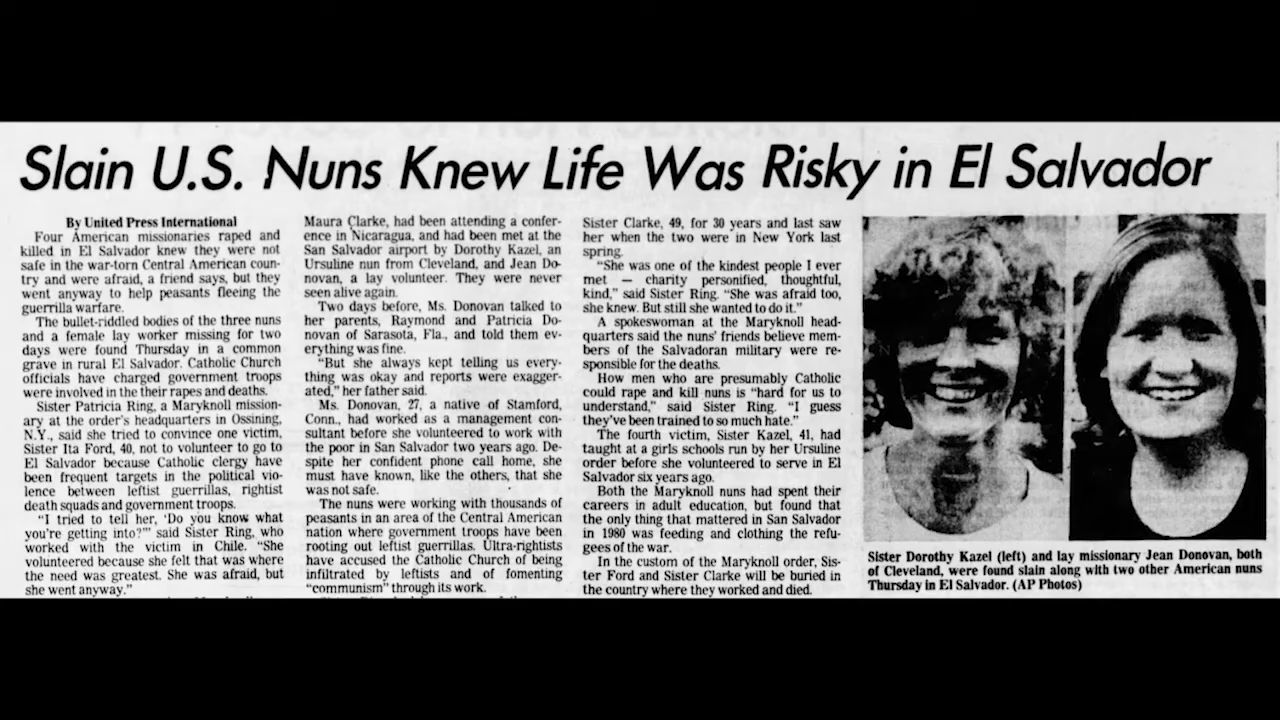 Slain U.S. Nuns Knew Life Was Risky in El Salvador
By United Press International
Four American missionaries raped and
killed in El Salvador knew they were not
safe in the war-torn Central American coun-
try and were afraid, a friend says, but they
went anyway to help peasants fleeing the
guerrilla warfare.
The bullet-riddled bodies of the three nuns
and a female lay worker missing for two
days were found Thursday in a common
grave in rural El Salvador. Catholic Church
officials have charged government troops
were involved in the their rapes and deaths.
Sister Patricia Ring, a Maryknoll mission-
ary at the order's headquarters in Ossining,
N.Y., said she tried to convince one victim,
Sister Ita Ford, 40, not to volunteer to go to
El Salvador because Catholic clergy have
been frequent targets in the political vio-
lence between leftist guerrillas, rightist
death squads and government troops.
"I tried to tell her, 'Do you know what
you're getting into?'" said Sister Ring, who
worked with the victim in Chile. "She
volunteered because she felt that was where
the need was greatest. She was afraid, but
she went anyway."
Maura Clarke, had been attending a confer-
ence in Nicaragua, and had been met at the
San Salvador airport by Dorothy Kazel, an
Ursuline nun from Cleveland, and Jean Do-
novan, a lay volunteer. They were never
seen alive again.
Two days before, Ms. Donovan talked to
her parents, Raymond and Patricia Do-
novan of Sarasota, Fla., and told them ev-
erything was fine.
"But she always kept telling us every-
thing was okay and reports were exagger-
ated," her father said.
Ms. Donovan, 27, a native of Stamford,
Conn., had worked as a management con-
sultant before she volunteered to work with
the poor in San Salvador two years ago. De-
spite her confident phone call home, she
must have known, like the others, that she
was not safe.
The nuns were working with thousands of
peasants in an area of the Central American
nation where government troops have been
rooting out leftist guerrillas. Ultra-rightists
have accused the Catholic Church of being
infiltrated by leftists and of fomenting
"communism" through its work.
Sister Clarke, 49, for 30 years and last saw
her when the two were in New York last
spring.
"She was one of the kindest people I ever
met — charity personified, thoughtful,
kind," said Sister Ring. "She was afraid too,
she knew. But still she wanted to do it."
A spokeswoman at the Maryknoll head-
quarters said the nuns' friends believe mem-
bers of the Salvadoran military were re-
sponsible for the deaths.
How men who are presumably Catholic
could rape and kill nuns is "hard for us to
understand," said Sister Ring. "I guess
they've been trained to so much hate."
The fourth victim, Sister Kazel, 41, had
taught at a girls schools run by her Ursuline
order before she volunteered to serve in El
Salvador six years ago.
Both the Maryknoll nuns had spent their
careers in adult education, but found that
the only thing that mattered in San Salvador
in 1980 was feeding and clothing the refu-
gees of the war.
In the custom of the Maryknoll order, Sis-
ter Ford and Sister Clarke will be buried in
the country where they worked and died.
Sister Dorothy Kazel (left) and lay missionary Jean Donovan, both
of Cleveland, were found slain along with two other American nuns
Thursday in El Salvador. (AP Photos)